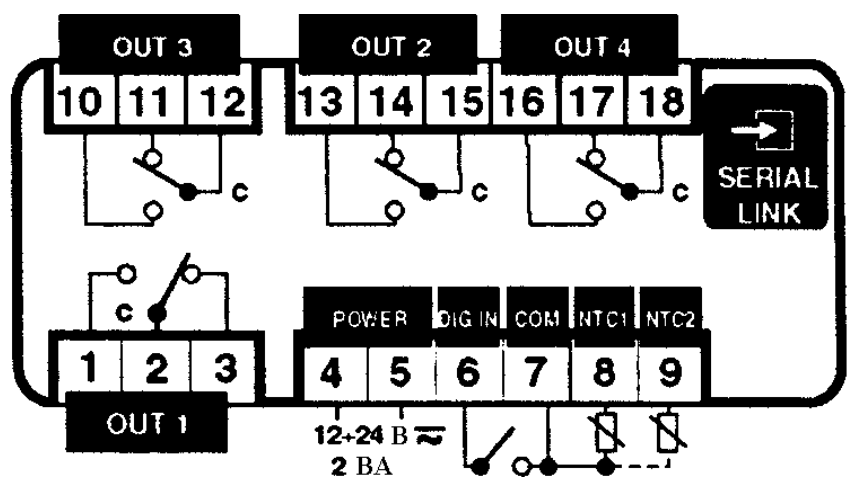 OUT 3 OUT 2 OUT 4
10 11 12 13 14 15 16 17 18
SERIAL
LINK
C C C
C
POWER DIG IN COM NTC1 NTC2
1 2 3 4 5 6 7 8 9
OUT 1
12÷24 В
2 ВА